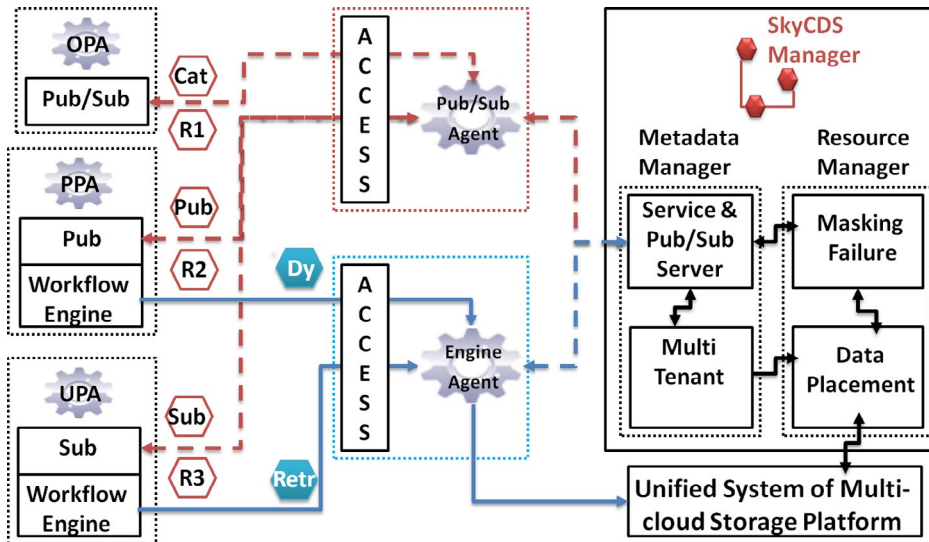 OPA
Pub/Sub
Cat
R1
PPA
Pub
Workflow
Engine
Pub
R2
Dy
UPA
Sub
Workflow
Engine
Sub
R3
Retr
A
C
C
E
S
S
Pub/Sub
Agent
A
C
C
E
S
S
Engine
Agent
SkyCDS
Manager
Metadata
Manager
Resource
Manager
Service &
Pub/Sub
Server
Masking
Failure
Multi
Tenant
Data
Placement
Unified System of Multi-
cloud Storage Platform